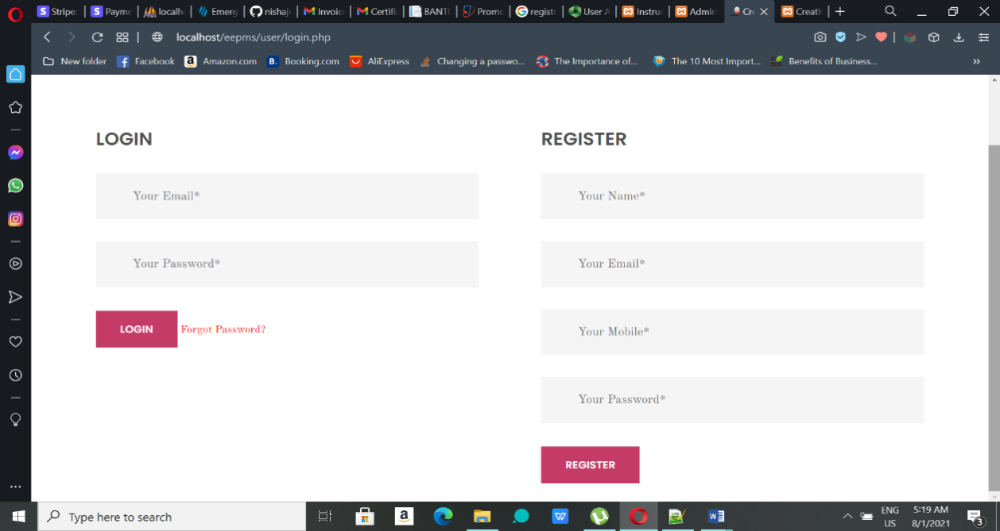 Stripe:
Payme
localh
Emerg
nishaj
Invoic
Certifi
BANTU
Promo
registr
User A
Instruc
Admin
Cre
Creativ
localhost/eepms/user/login.php
New folder
Facebook
Amazon.com
Booking.com
AliExpress
Changing a passwo...
The Importance of...
The 10 Most Import...
Benefits of Business...
LOGIN
Your Email*
Your Password*
LOGIN Forgot Password?
REGISTER
Your Name*
Your Email*
Your Mobile*
Your Password*
REGISTER
Type here to search
ENG
US
5:19 AM
8/1/2021
3